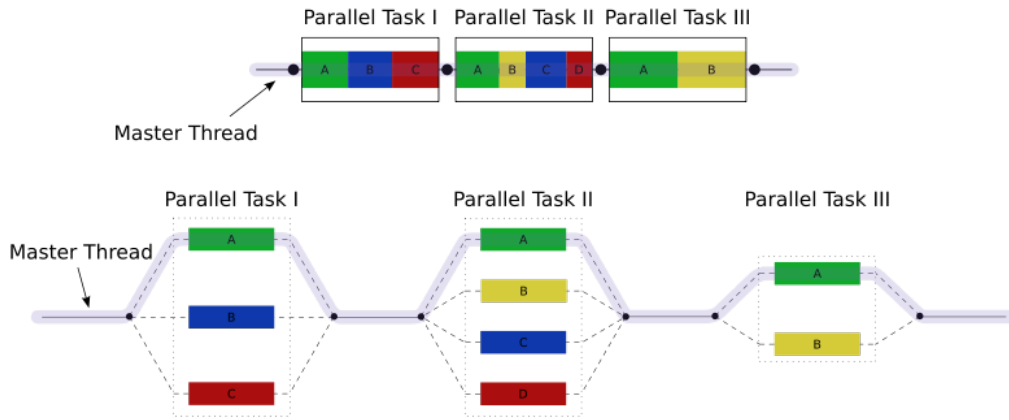 Parallel Task I Parallel Task II Parallel Task III
A B C A B C D A B
Master Thread
Parallel Task I Parallel Task II Parallel Task III
A A
Master Thread
B A
B
C B
C D